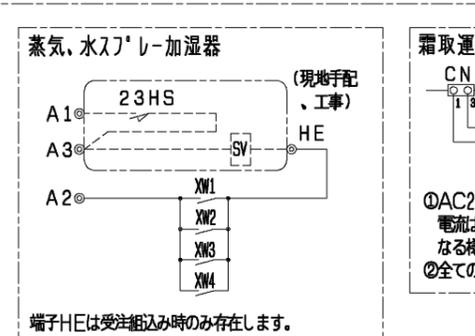 蒸気、水スプレー加湿器
(現地手配
、工事)
23HS
A1
A3
SV
HE
A2
XW1
XW2
XW3
XW4
端子HEは受注組込み時のみ存在します。
霜取運
CN
1 3
①AC2
電流は
なる様
②全ての